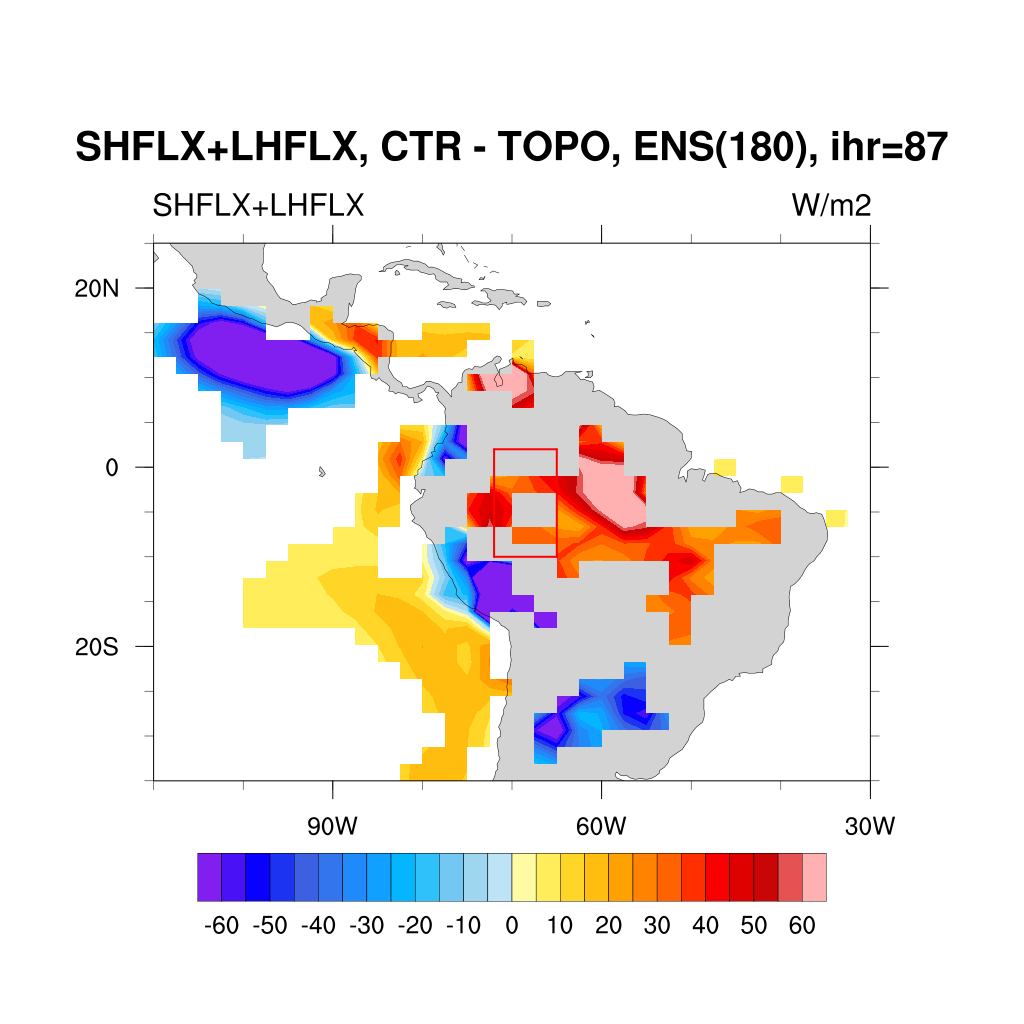 SHFLX+LHFLX, CTR - TOPO, ENS(180), ihr=87
SHFLX+LHFLX W/m2
20N
0
20S
90W 60W 30W
-60 -50 -40 -30 -20 -10 0 10 20 30 40 50 60